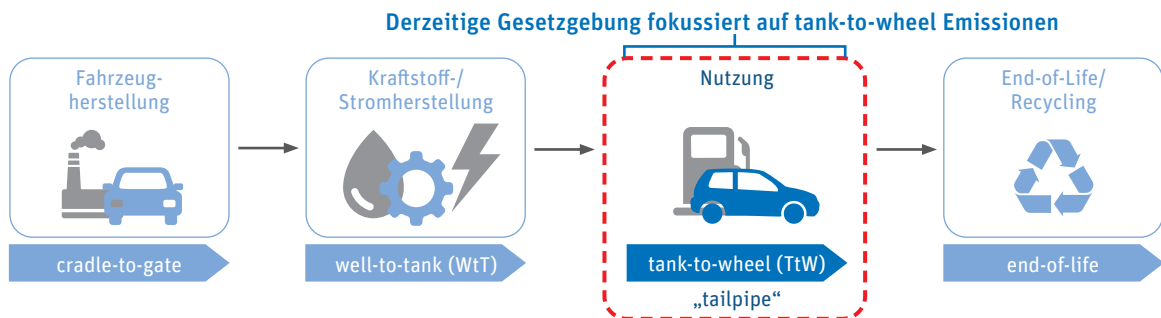 Derzeitige Gesetzgebung fokussiert auf tank-to-wheel Emissionen
Fahrzeug-
herstellung
cradle-to-gate
Kraftstoff-/
Stromherstellung
well-to-tank (WtT)
Nutzung
tank-to-wheel (TtW)
„tailpipe“
End-of-Life/
Recycling
end-of-life